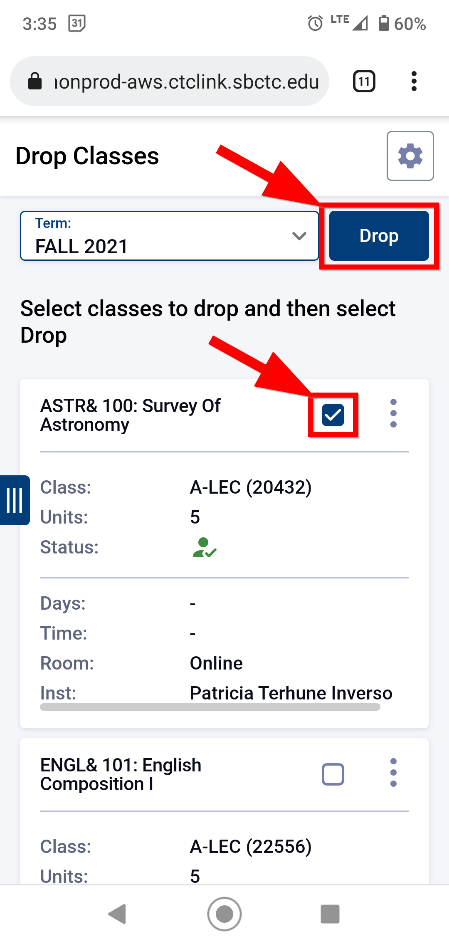 3:35 31 LTE 60%
nonprod-aws.ctclink.sbctc.edu 11
Drop Classes
Term:
FALL 2021
Drop
Select classes to drop and then select
Drop
ASTR& 100: Survey Of
Astronomy
Class: A-LEC (20432)
Units: 5
Status:
Days: -
Time: -
Room: Online
Inst: Patricia Terhune Inverso
ENGL& 101: English
Composition I
Class: A-LEC (22556)
Units: 5